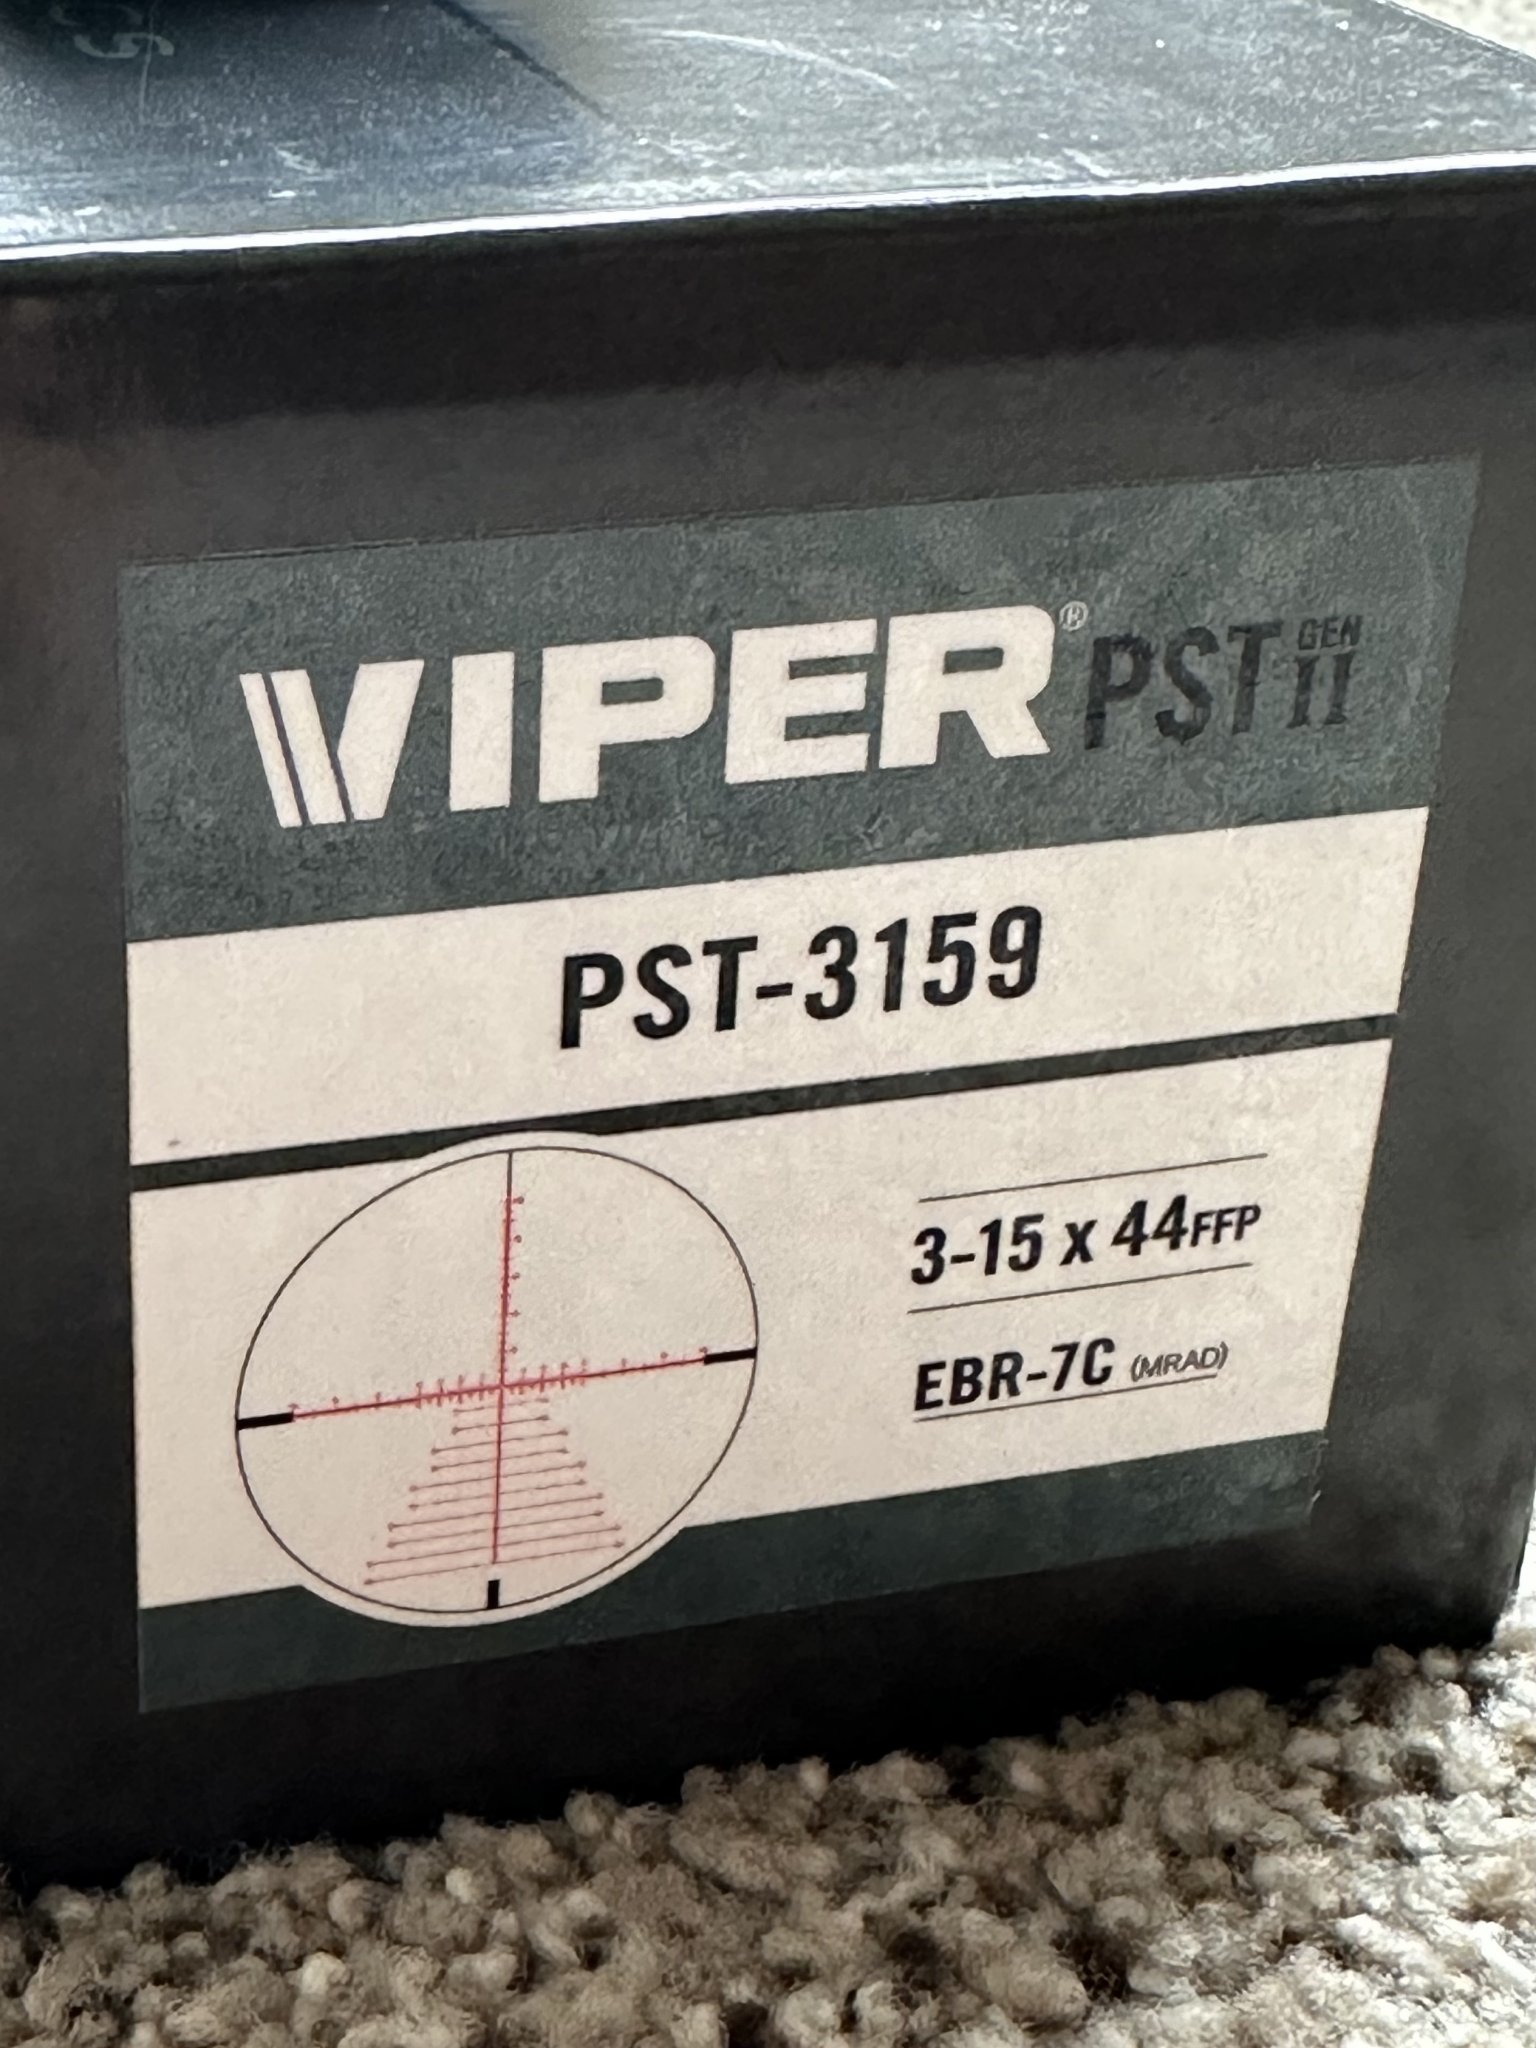 VIPER® PST GEN II
PST-3159
3-15 x 44FFP
EBR-7C (MRAD)